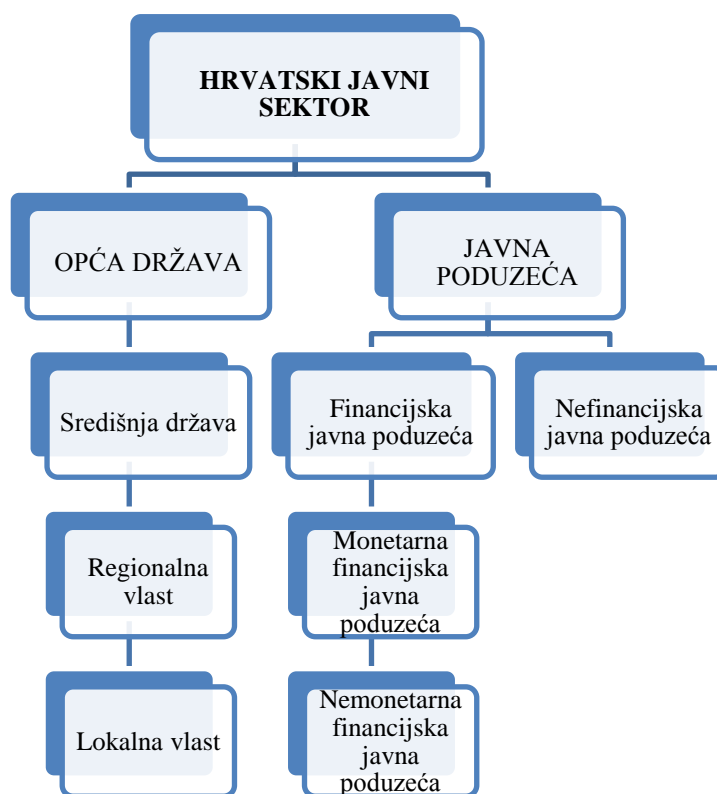 HRVATSKI JAVNI
SEKTOR
OPĆA DRŽAVA
JAVNA
PODUZEĆA
Središnja država
Financijska
javna poduzeća
Nefinancijska
javna poduzeća
Regionalna
vlast
Monetarna
financijska
javna
poduzeća
Lokalna vlast
Nemonetarna
financijska
javna
poduzeća